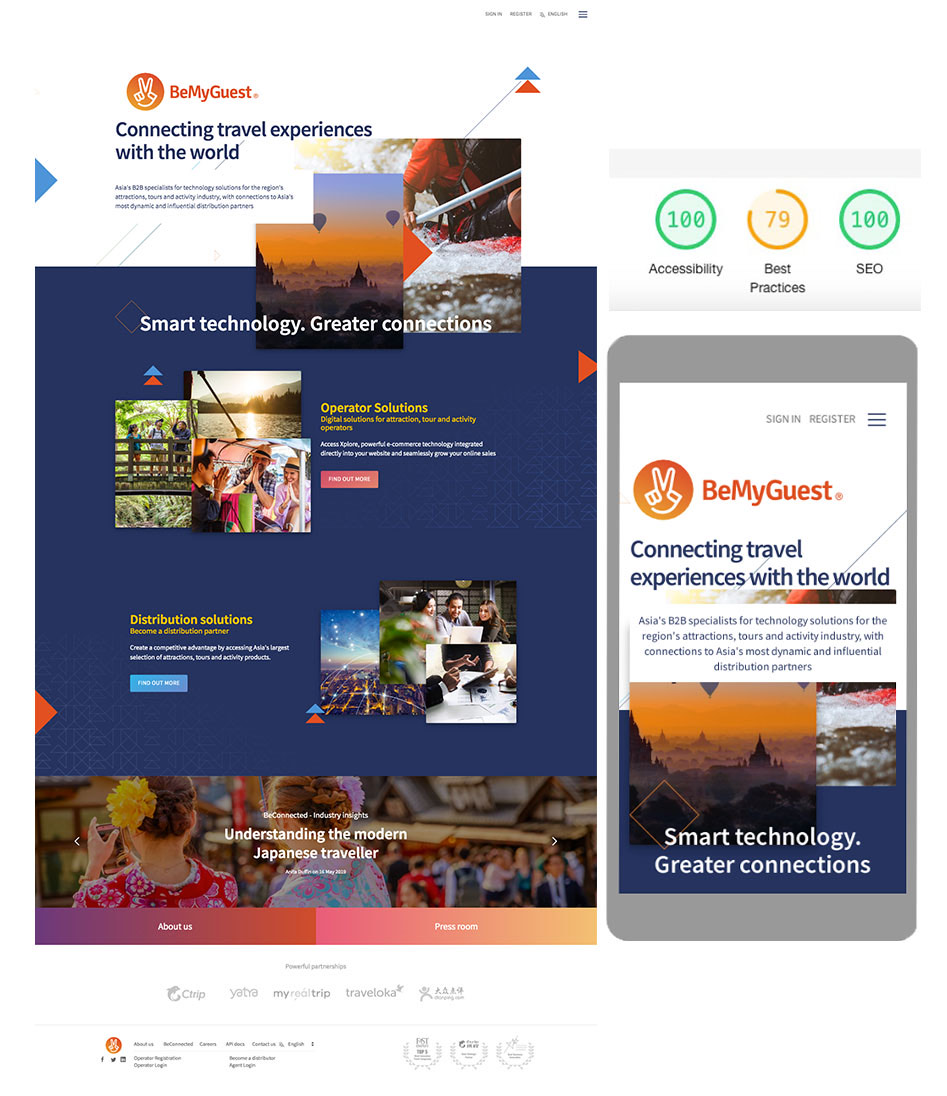 SIGN IN REGISTER ENGLISH
BeMyGuest®
Connecting travel experiences
with the world
Asia's B2B specialists for technology solutions for the region's
attractions, tours and activity industry, with connections to Asia's
most dynamic and influential distribution partners
Smart technology. Greater connections
Operator Solutions
Digital solutions for attraction, tour and activity
operators
Access Xplore, powerful e-commerce technology integrated
directly into your website and seamlessly grow your online sales
FIND OUT MORE
Distribution solutions
Become a distribution partner
Create a competitive advantage by accessing Asia's largest
selection of attractions, tours and activity products.
FIND OUT MORE
BeConnected - Industry insights
Understanding the modern
Japanese traveller
Anita Duffin on 14 May 2019
About us
Press room
Powerful partnerships
Ctrip
yatra
myrealtrip
traveloka
大众点评
dianping.com
About us BeConnected Careers API docs Contact us English
Operator Registration Become a distributor
Operator Login Agent Login
TOP 5
100 79 100
Accessibility Best SEO
Practices
SIGN IN REGISTER
BeMyGuest®
Connecting travel
experiences with the world
Asia's B2B specialists for technology solutions for the
region's attractions, tours and activity industry, with
connections to Asia's most dynamic and influential
distribution partners
Smart technology.
Greater connections